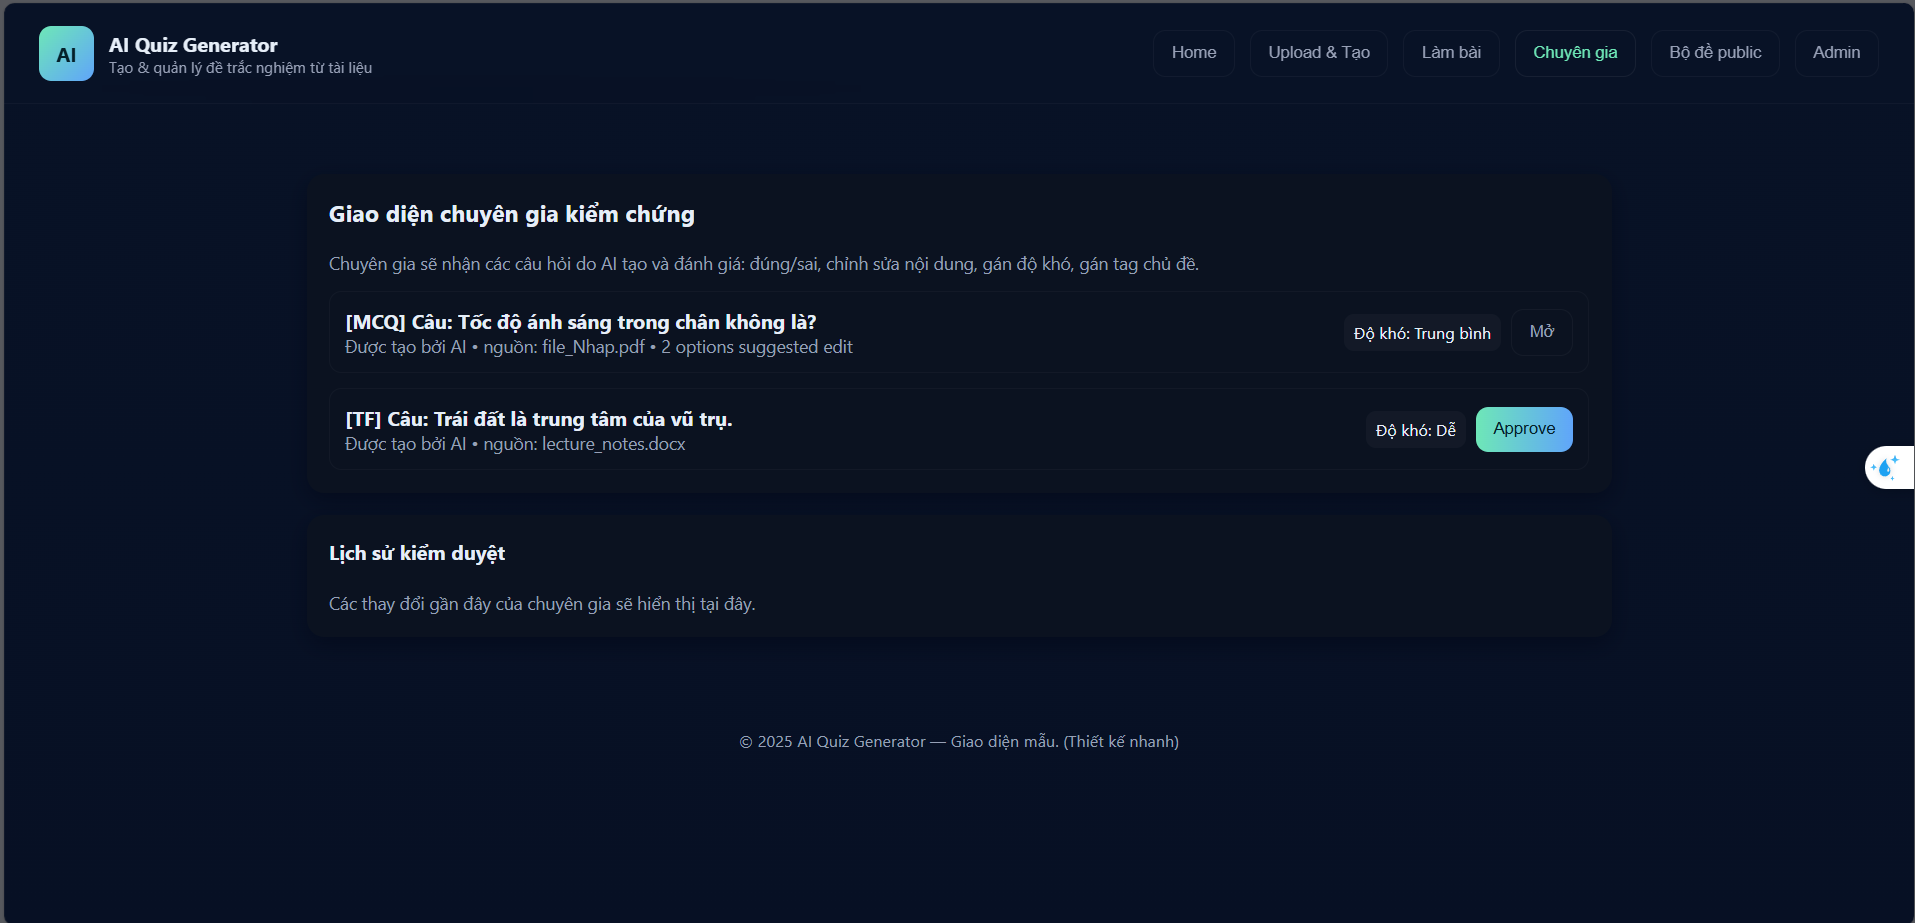 AI
AI Quiz Generator
Tạo & quản lý đề trắc nghiệm từ tài liệu
Home
Upload & Tạo
Làm bài
Chuyên gia
Bộ đề public
Admin
Giao diện chuyên gia kiểm chứng
Chuyên gia sẽ nhận các câu hỏi do AI tạo và đánh giá: đúng/sai, chỉnh sửa nội dung, gán độ khó, gán tag chủ đề.
[MCQ] Câu: Tốc độ ánh sáng trong chân không là?
Được tạo bởi AI • nguồn: file_Nhap.pdf • 2 options suggested edit
Độ khó: Trung bình
Mở
[TF] Câu: Trái đất là trung tâm của vũ trụ.
Được tạo bởi AI • nguồn: lecture_notes.docx
Độ khó: Dễ
Approve
Lịch sử kiểm duyệt
Các thay đổi gần đây của chuyên gia sẽ hiển thị tại đây.
© 2025 AI Quiz Generator — Giao diện mẫu. (Thiết kế nhanh)